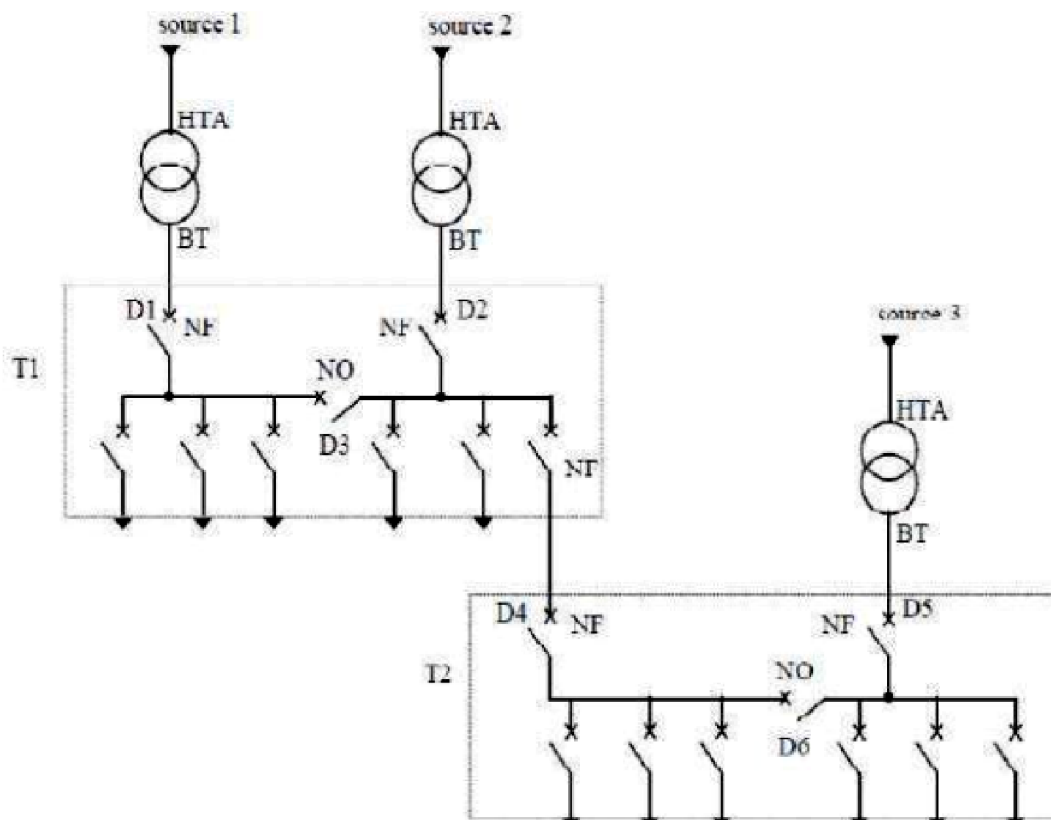 source 1
source 2
HTA
HTA
BT
BT
D1
NF
NF
D2
source 3
T1
NO
HTA
D3
NF
BT
D4
NF
NF
D5
T2
NO
D6